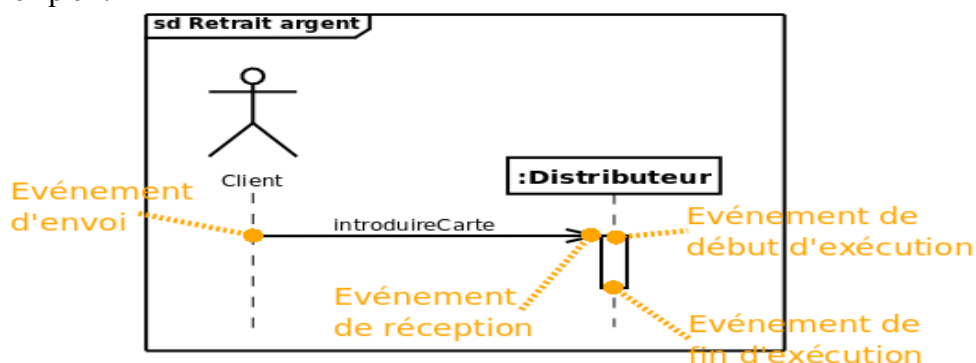 sd Retrait argent
Client
:Distributeur
Evénement
d'envoi
introduireCarte
Evénement de
début d'exécution
Evénement
de réception
Evénement de
fin d'exécution